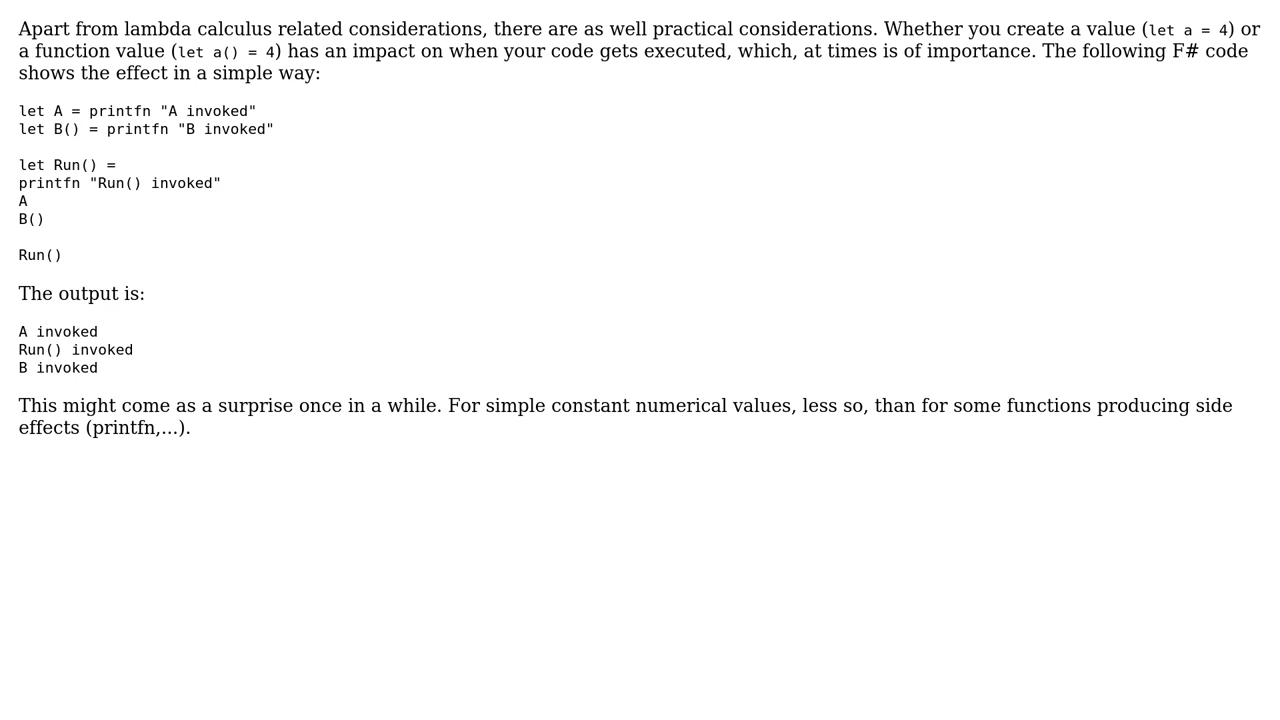 Apart from lambda calculus related considerations, there are as well practical considerations. Whether you create a value (let a = 4) or
a function value (let a() = 4) has an impact on when your code gets executed, which, at times is of importance. The following F# code
shows the effect in a simple way:
let A = printfn "A invoked"
let B() = printfn "B invoked"
let Run() =
printfn "Run() invoked"
A
B()
Run()
The output is:
A invoked
Run() invoked
B invoked
This might come as a surprise once in a while. For simple constant numerical values, less so, than for some functions producing side
effects (printfn,...).